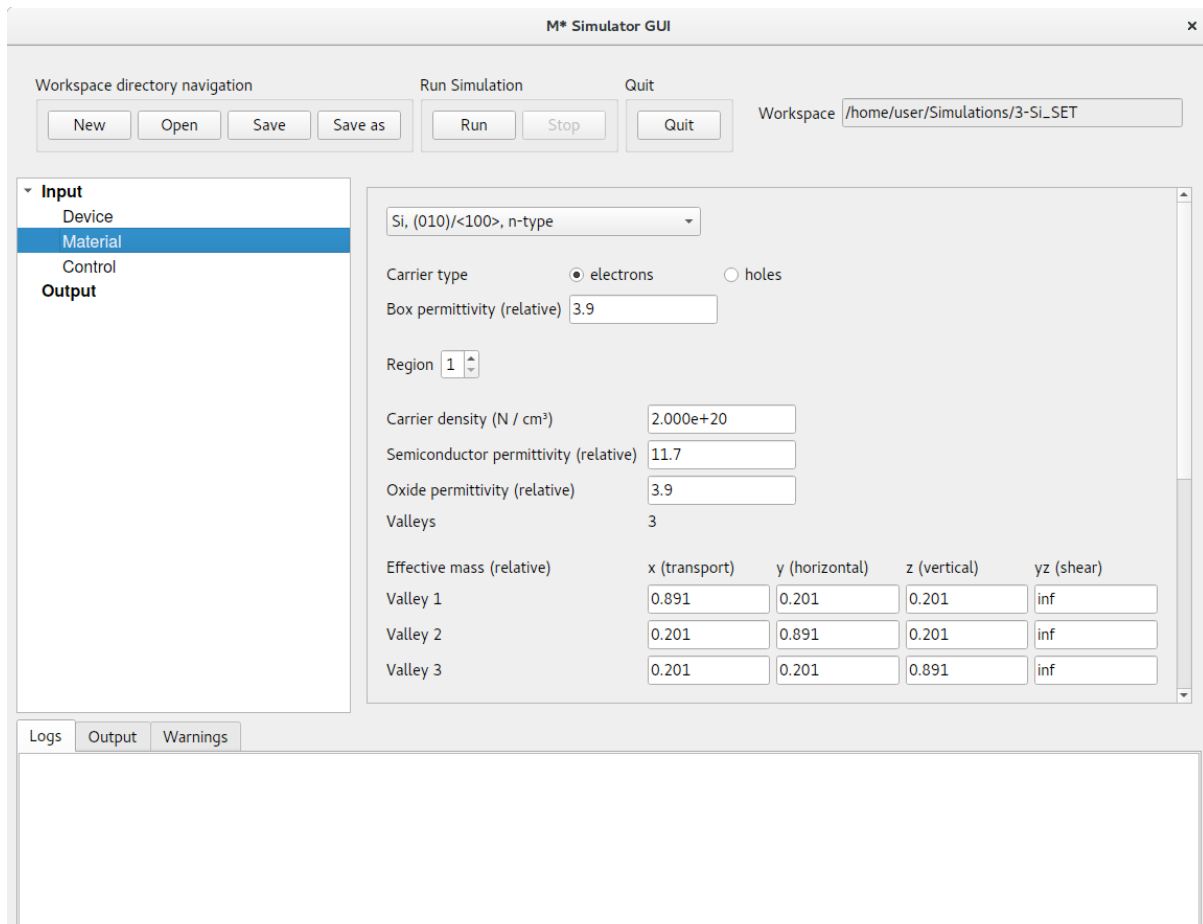 M* Simulator GUI
Workspace directory navigation Run Simulation Quit
New Open Save Save as Run Stop Quit Workspace /home/user/Simulations/3-Si_SET
Input
Device
Material
Control
Output
Si, (010)/<100>, n-type
Carrier type electrons holes
Box permittivity (relative) 3.9
Region 1
Carrier density (N / cm³) 2.000e+20
Semiconductor permittivity (relative) 11.7
Oxide permittivity (relative) 3.9
Valleys 3
Effective mass (relative) x (transport) y (horizontal) z (vertical) yz (shear)
Valley 1 0.891 0.201 0.201 inf
Valley 2 0.201 0.891 0.201 inf
Valley 3 0.201 0.201 0.891 inf
Logs Output Warnings